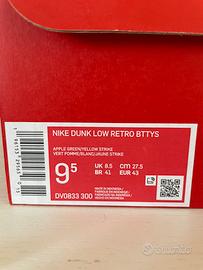 NIKE DUNK LOW RETRO BTTYS
APPLE GREEN/YELLOW STRIKE
VERT POMME/BLANC/JAUNE STRIKE
9 5
UK 8.5 CM 27.5
BR 41 EUR 43
DV0833 300
MADE IN INDONESIA
subito